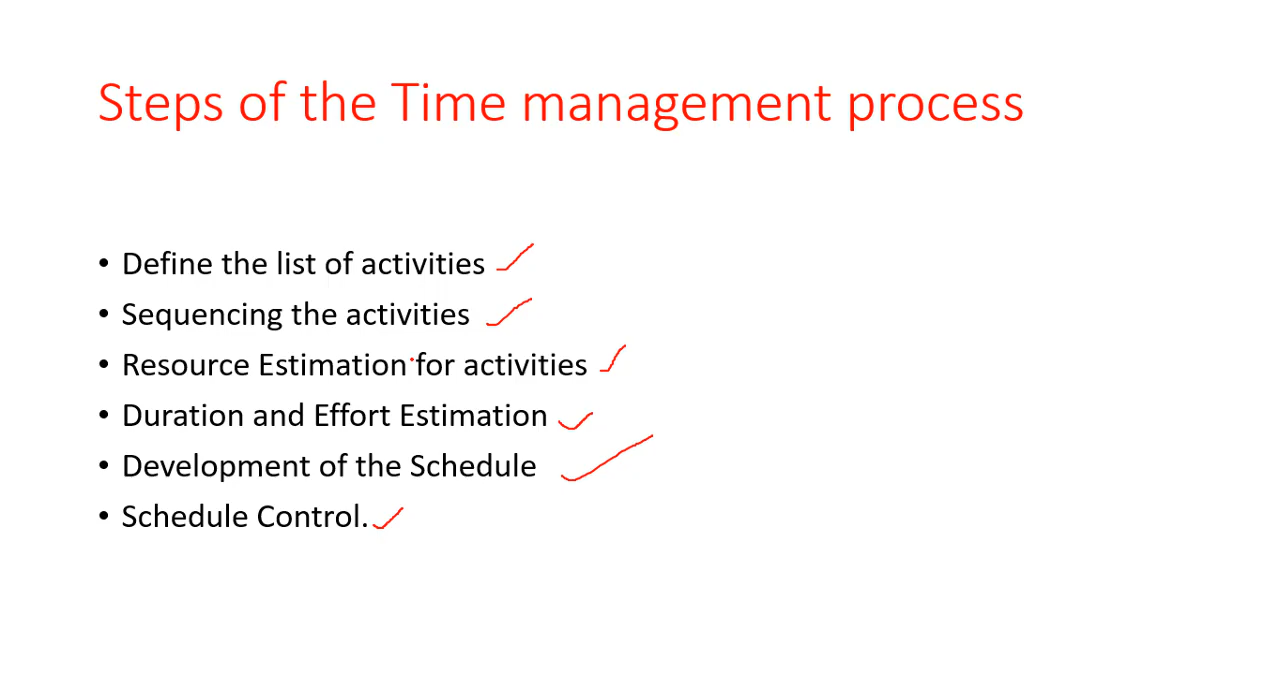 Steps of the Time management process
• Define the list of activities
• Sequencing the activities
• Resource Estimation for activities
• Duration and Effort Estimation
• Development of the Schedule
• Schedule Control.